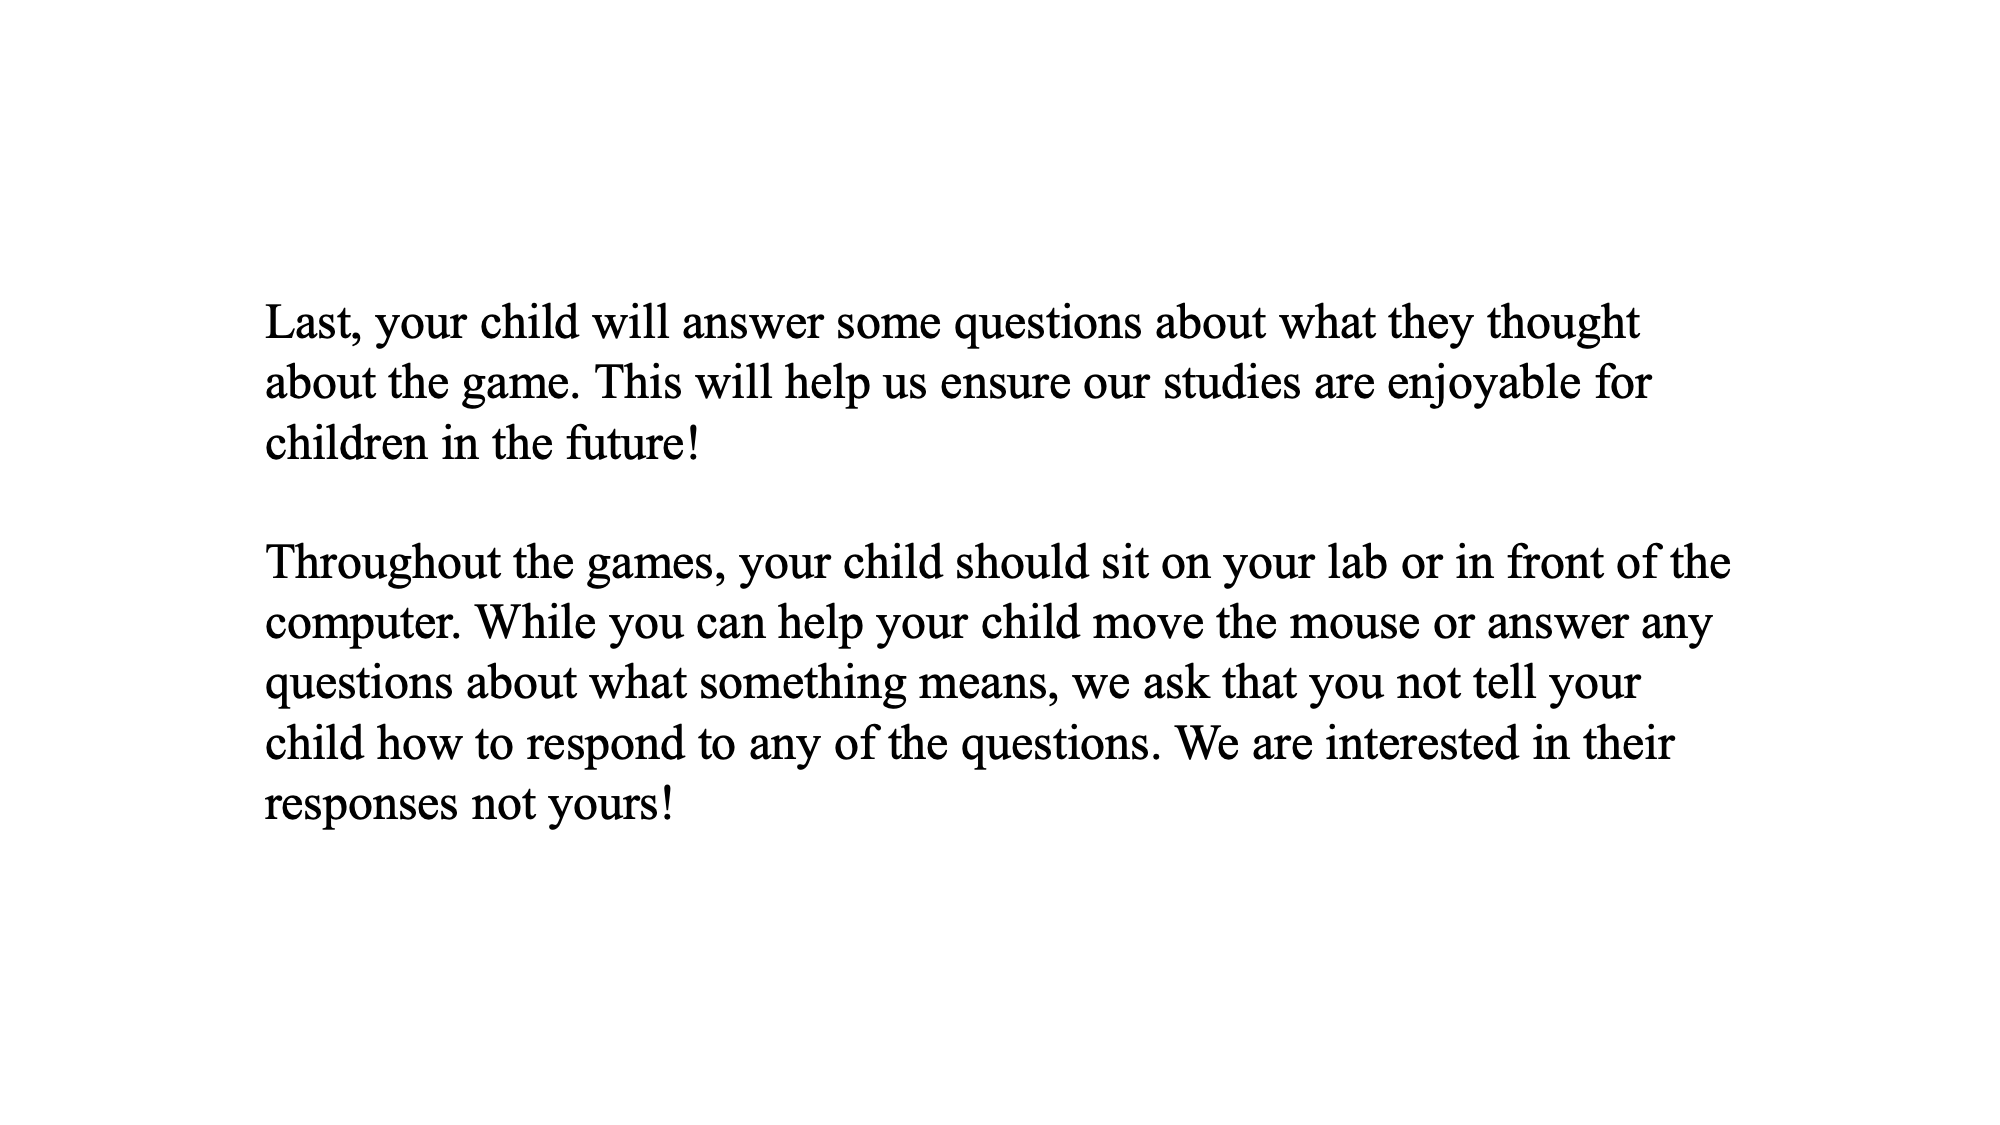 Last, your child will answer some questions about what they thought
about the game. This will help us ensure our studies are enjoyable for
children in the future!
Throughout the games, your child should sit on your lab or in front of the
computer. While you can help your child move the mouse or answer any
questions about what something means, we ask that you not tell your
child how to respond to any of the questions. We are interested in their
responses not yours!